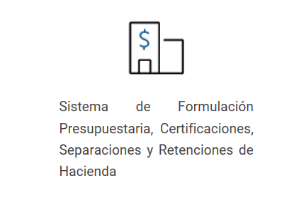 $
Sistema de Formulación
Presupuestaria, Certificaciones,
Separaciones y Retenciones de
Hacienda